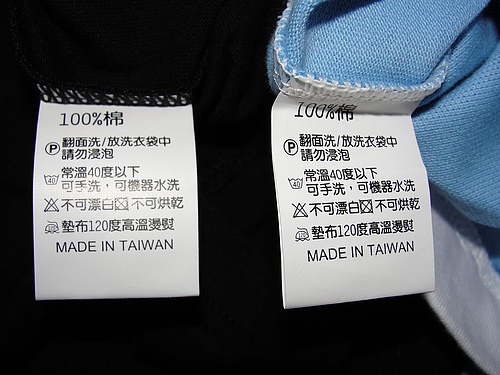 100%棉
Ⓟ翻面洗/放洗衣袋中
請勿浸泡
40 常溫40度以下
可手洗，可機器水洗
不可漂白 不可烘乾
墊布120度高溫燙熨
MADE IN TAIWAN
100%棉
Ⓟ翻面洗/放洗衣袋中
請勿浸泡
40 常溫40度以下
可手洗，可機器水洗
不可漂白 不可烘乾
墊布120度高溫燙熨
MADE IN TAIWAN